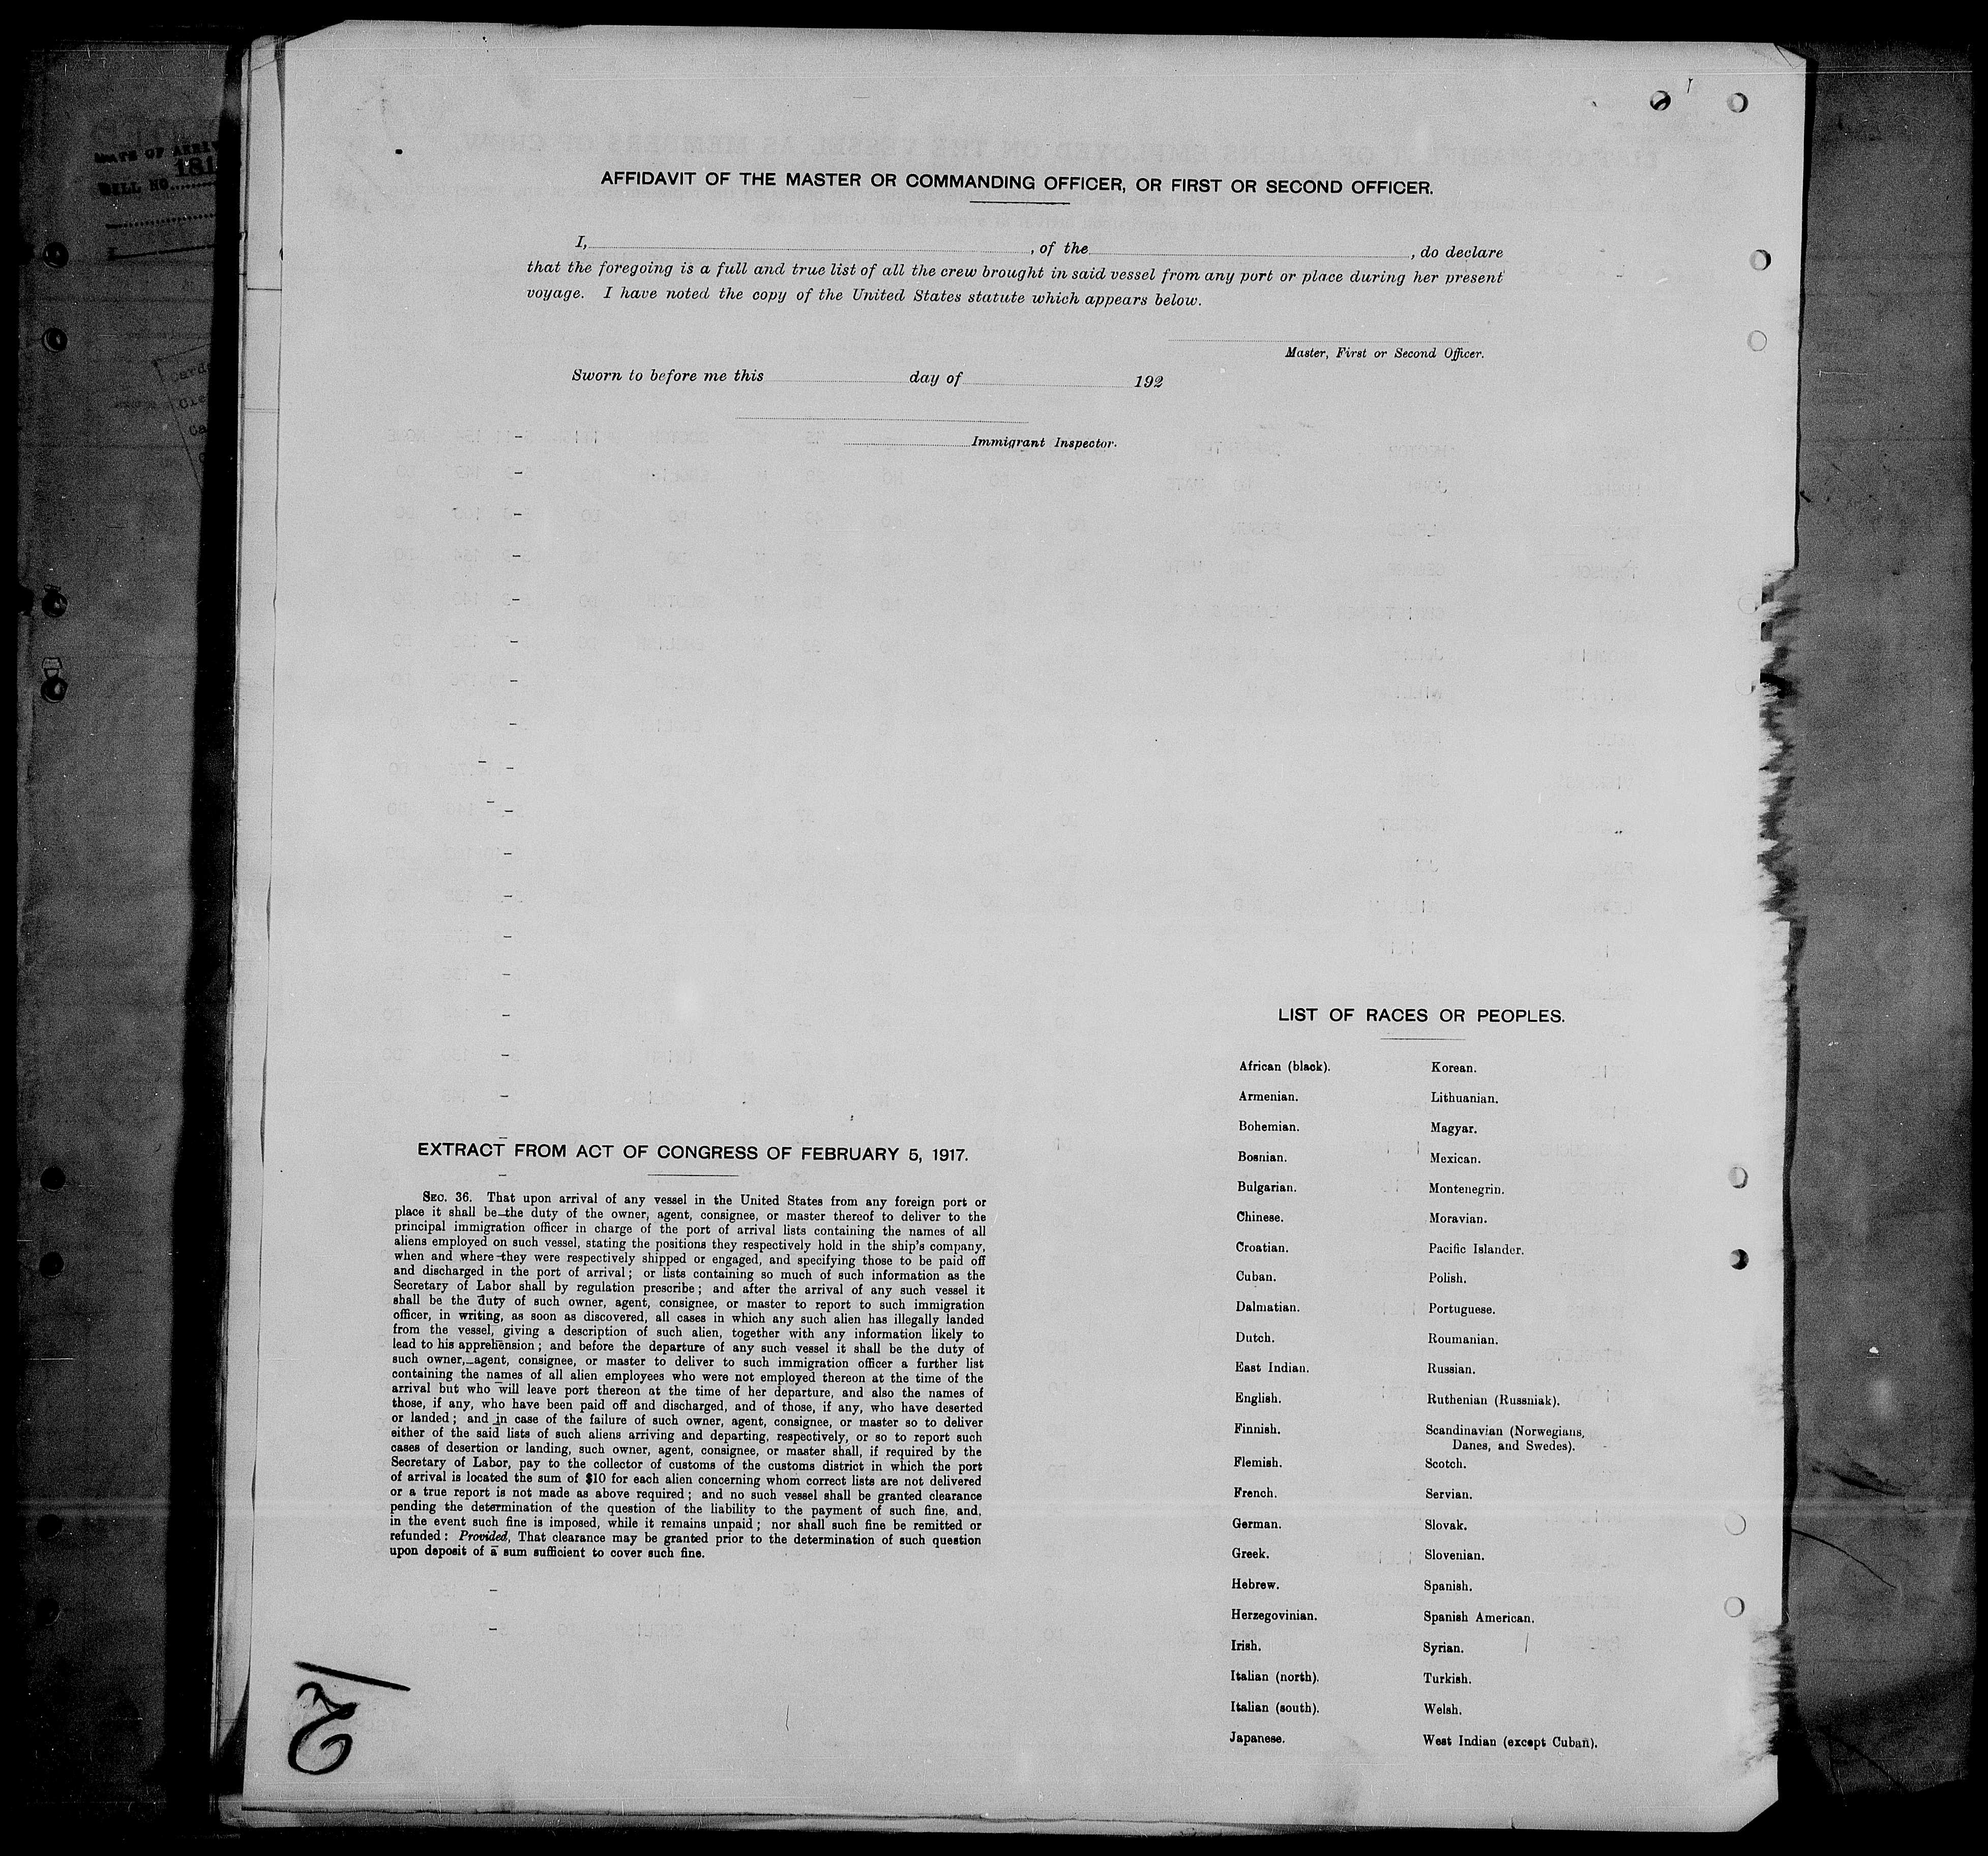 DATE OF
BILL NO
181
AFFIDAVIT OF THE MASTER OR COMMANDING OFFICER, OR FIRST OR SECOND OFFICER.
I, , of the , do declare
that the foregoing is a full and true list of all the crew brought in said vessel from any port or place during her present
voyage. I have noted the copy of the United States statute which appears below.
Master, First or Second Officer.
Sworn to before me this day of 192
Immigrant Inspector.
EXTRACT FROM ACT OF CONGRESS OF FEBRUARY 5, 1917.
SEC. 36. That upon arrival of any vessel in the United States from any foreign port or
place it shall be the duty of the owner, agent, consignee, or master thereof to deliver to the
principal immigration officer in charge of the port of arrival lists containing the names of all
aliens employed on such vessel, stating the positions they respectively hold in the ship's company,
when and where they were respectively shipped or engaged, and specifying those to be paid off
and discharged in the port of arrival; or lists containing so much of such information as the
Secretary of Labor shall by regulation prescribe; and after the arrival of any such vessel it
shall be the duty of such owner, agent, consignee, or master to report to such immigration
officer, in writing, as soon as discovered, all cases in which any such alien has illegally landed
from the vessel, giving a description of such alien, together with any information likely to
lead to his apprehension; and before the departure of any such vessel it shall be the duty of
such owner, agent, consignee, or master to deliver to such immigration officer a further list
containing the names of all alien employees who were not employed thereon at the time of the
arrival but who will leave port thereon at the time of her departure, and also the names of
those, if any, who have been paid off and discharged, and of those, if any, who have deserted
or landed; and in case of the failure of such owner, agent, consignee, or master so to deliver
either of the said lists of such aliens arriving and departing, respectively, or so to report such
cases of desertion or landing, such owner, agent, consignee, or master shall, if required by the
Secretary of Labor, pay to the collector of customs of the customs district in which the port
of arrival is located the sum of $10 for each alien concerning whom correct lists are not delivered
or a true report is not made as above required; and no such vessel shall be granted clearance
pending the determination of the question of the liability to the payment of such fine, and,
in the event such fine is imposed, while it remains unpaid; nor shall such fine be remitted or
refunded: Provided, That clearance may be granted prior to the determination of such question
upon deposit of a sum sufficient to cover such fine.
LIST OF RACES OR PEOPLES.
African (black).
Armenian.
Bohemian.
Bosnian.
Bulgarian.
Chinese.
Croatian.
Cuban.
Dalmatian.
Dutch.
East Indian.
English.
Finnish.
Flemish.
French.
German.
Greek.
Hebrew.
Herzegovinian.
Irish.
Italian (north).
Italian (south).
Japanese.
Korean.
Lithuanian.
Magyar.
Mexican.
Montenegrin.
Moravian.
Pacific Islander.
Polish.
Portuguese.
Roumanian.
Russian.
Ruthenian (Russniak).
Scandinavian (Norwegians,
Danes, and Swedes).
Scotch.
Servian.
Slovak.
Slovenian.
Spanish.
Spanish American.
Syrian.
Turkish.
Welsh.
West Indian (except Cuban).